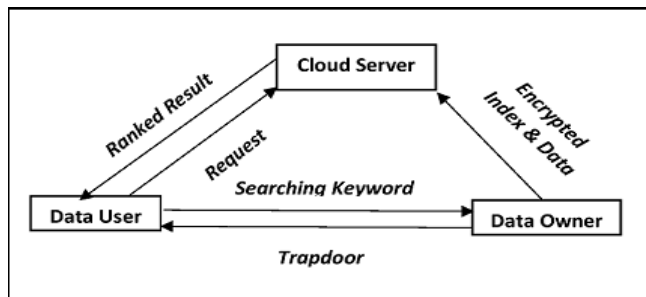 Cloud Server
Ranked Result
Request
Encrypted
Index & Data
Searching Keyword
Data User
Data Owner
Trapdoor